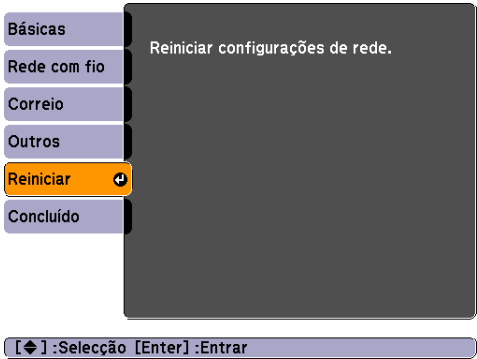 Básicas
Rede com fio
Correio
Outros
Reiniciar
Concluído
Reiniciar configurações de rede.
[◆] :Selecção [Enter] :Entrar